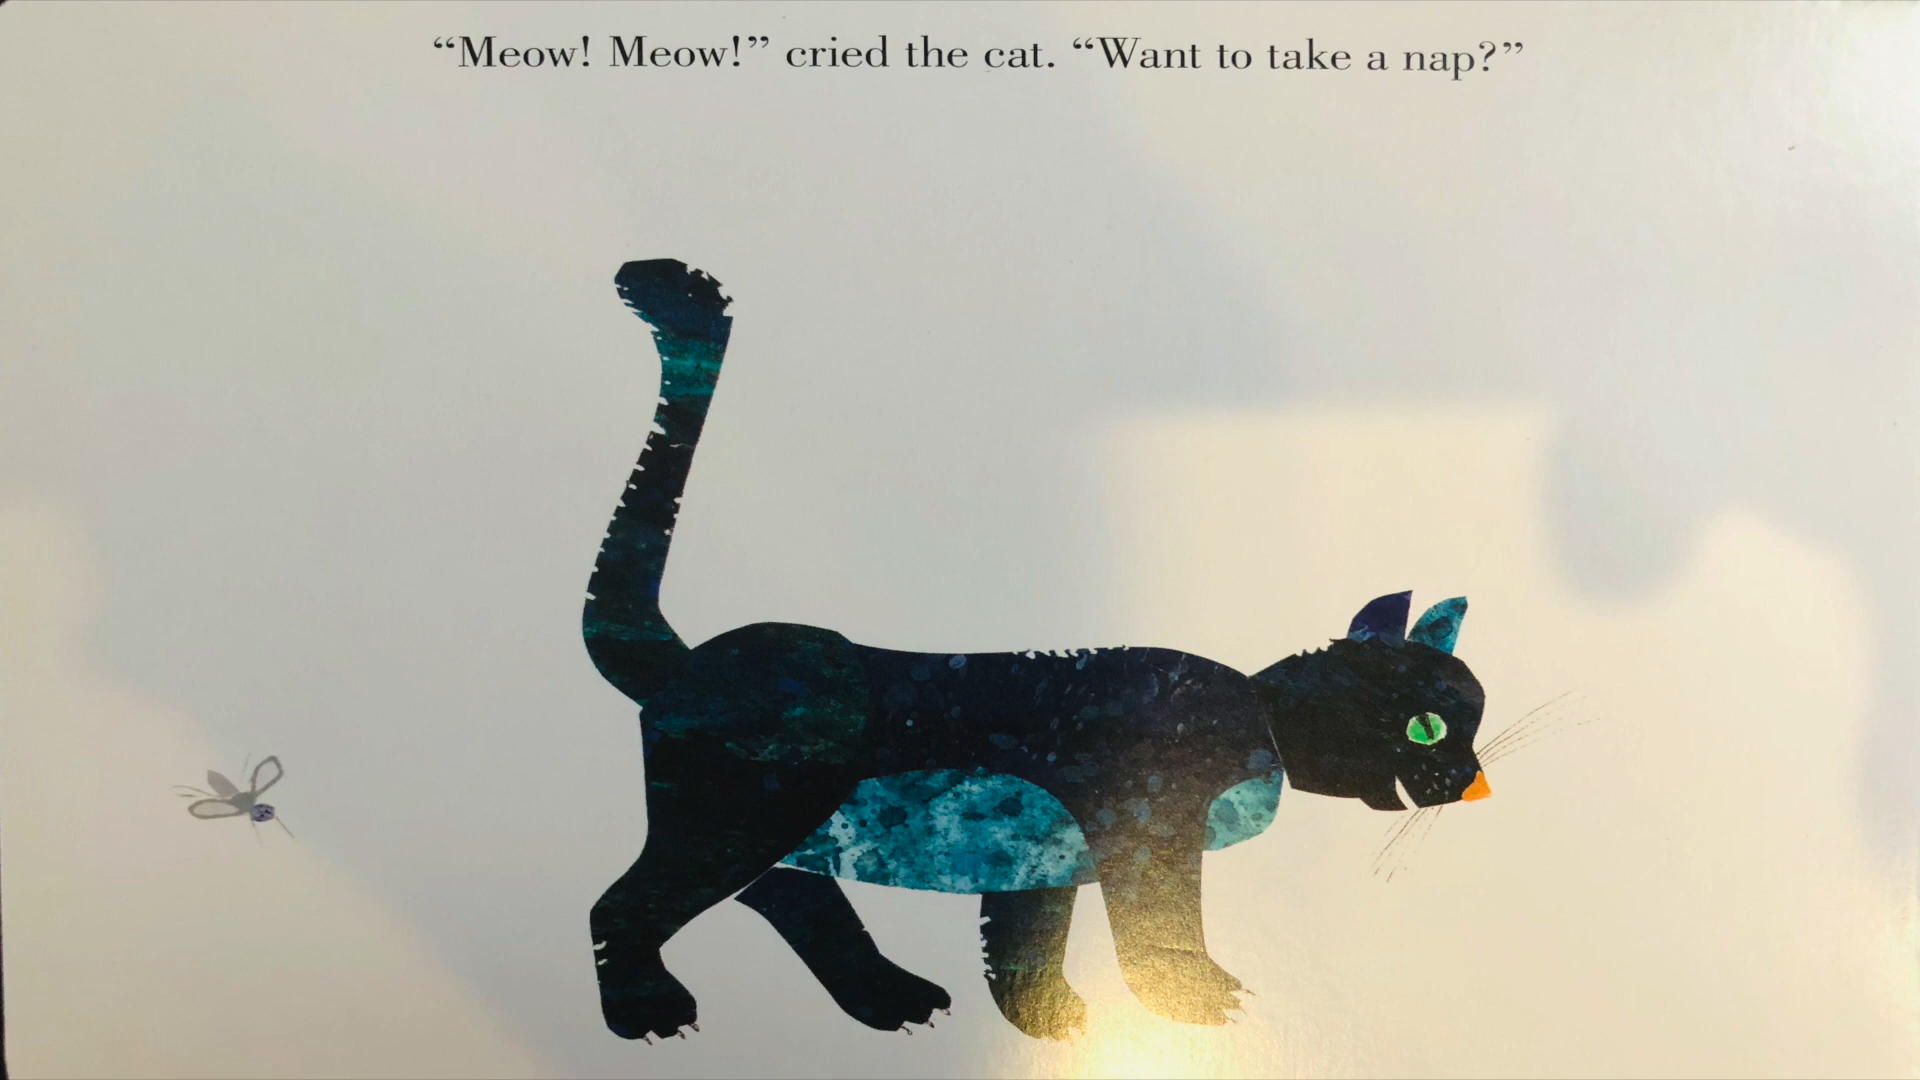 “Meow! Meow!” cried the cat. “Want to take a nap?”